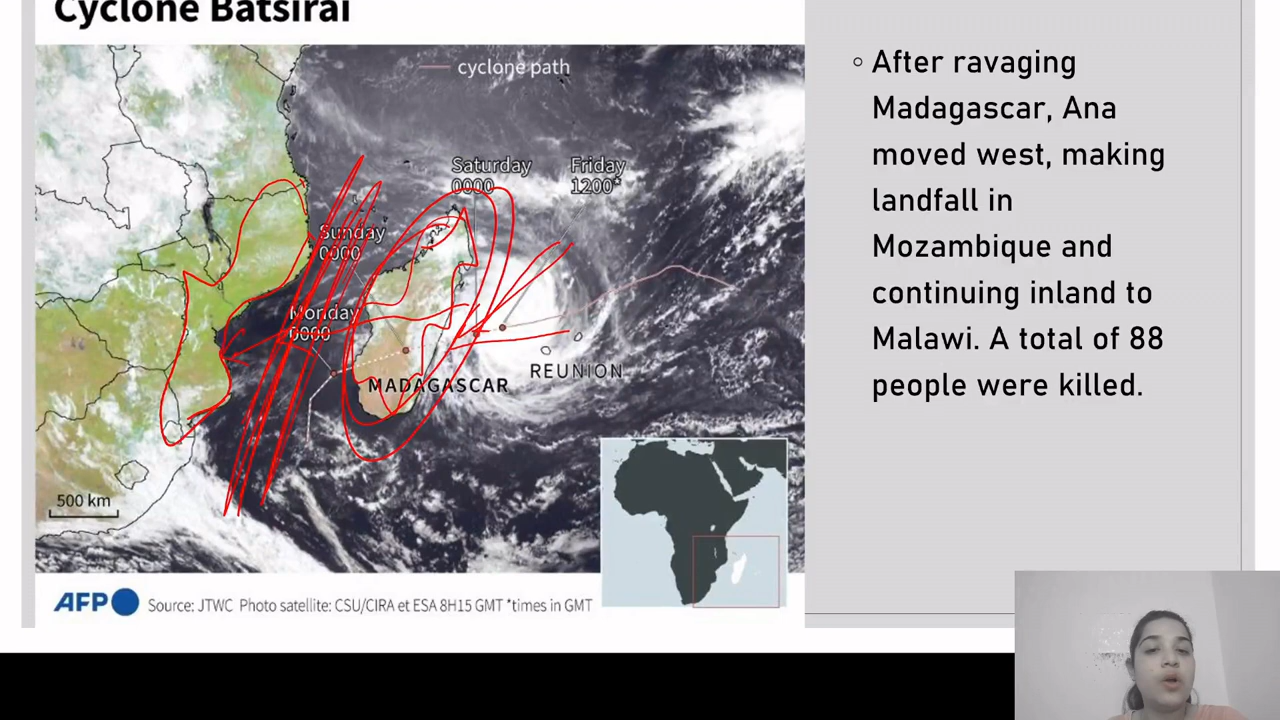 Cyclone Batsirai
cyclone path
Saturday
0000
Friday
1200*
Sunday
0000
Monday
0000
MADAGASCAR
REUNION
500 km
AFP
Source: JTWC Photo satellite: CSU/CIRA et ESA 8H15 GMT *times in GMT
◦ After ravaging
Madagascar, Ana
moved west, making
landfall in
Mozambique and
continuing inland to
Malawi. A total of 88
people were killed.